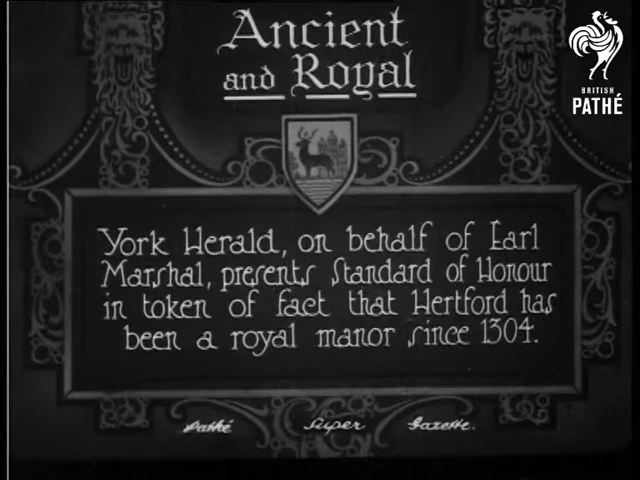 Ancient
and Royal
BRITISH
PATHÉ
York Herald, on behalf of Earl
Marshal, presents Standard of Honour
in token of fact that Hertford has
been a royal manor since 1304.
Pathé Super Gazette.